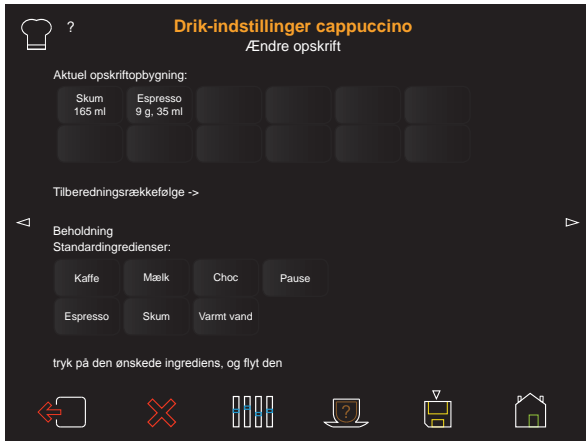 ?
Drik-indstillinger cappuccino
Ændre opskrift
Aktuel opskriftopbygning:
Skum
165 ml
Espresso
9 g, 35 ml
Tilberedningsrækkefølge ->
Beholdning
Standardingredienser:
Kaffe
Mælk
Choc
Pause
Espresso
Skum
Varmt vand
tryk på den ønskede ingrediens, og flyt den
?